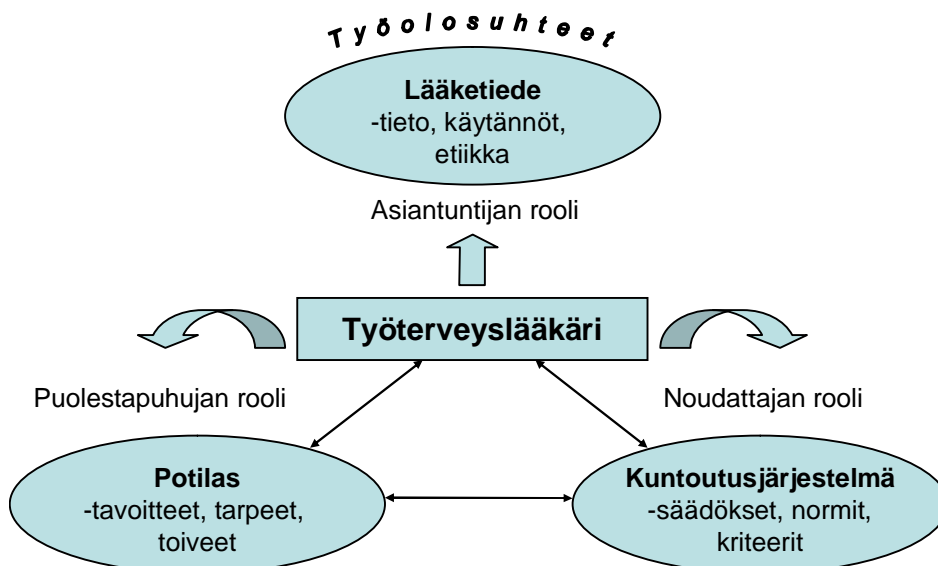 Työolosuhteet
Lääketiede
-tieto, käytännöt,
etiikka
Asiantuntijan rooli
Työterveyslääkäri
Puolestapuhujan rooli
Noudattajan rooli
Potilas
-tavoitteet, tarpeet,
toiveet
Kuntoutusjärjestelmä
-säädökset, normit,
kriteerit